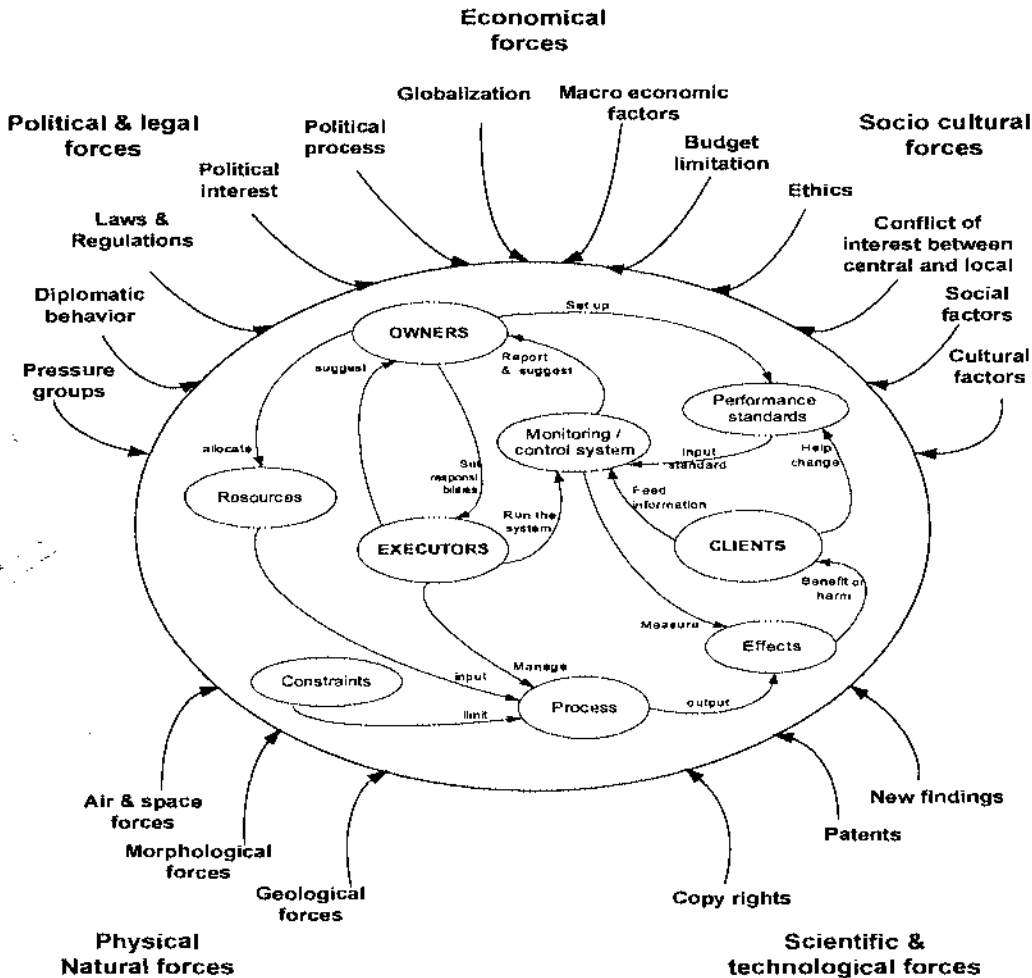 Economical
forces
Globalization
Macro economic
factors
Political & legal
forces
Political
process
Socio cultural
forces
Budget
limitation
Political
interest
Ethics
Laws &
Regulations
Conflict of
interest between
central and local
Diplomatic
behavior
Social
factors
Pressure
groups
Cultural
factors
OWNERS
Set up
suggest
Report
& suggest
Performance
standards
Monitoring /
control system
allocate
Input
standard
Help
change
Resources
Set
respons
bilities
Feed
information
Run the
system
EXECUTORS
CLIENTS
Benefit or
harm
Measure
Effects
Constraints
input
Manage
Process
output
limit
Air & space
forces
New findings
Morphological
forces
Patents
Geological
forces
Copy rights
Physical
Natural forces
Scientific &
technological forces